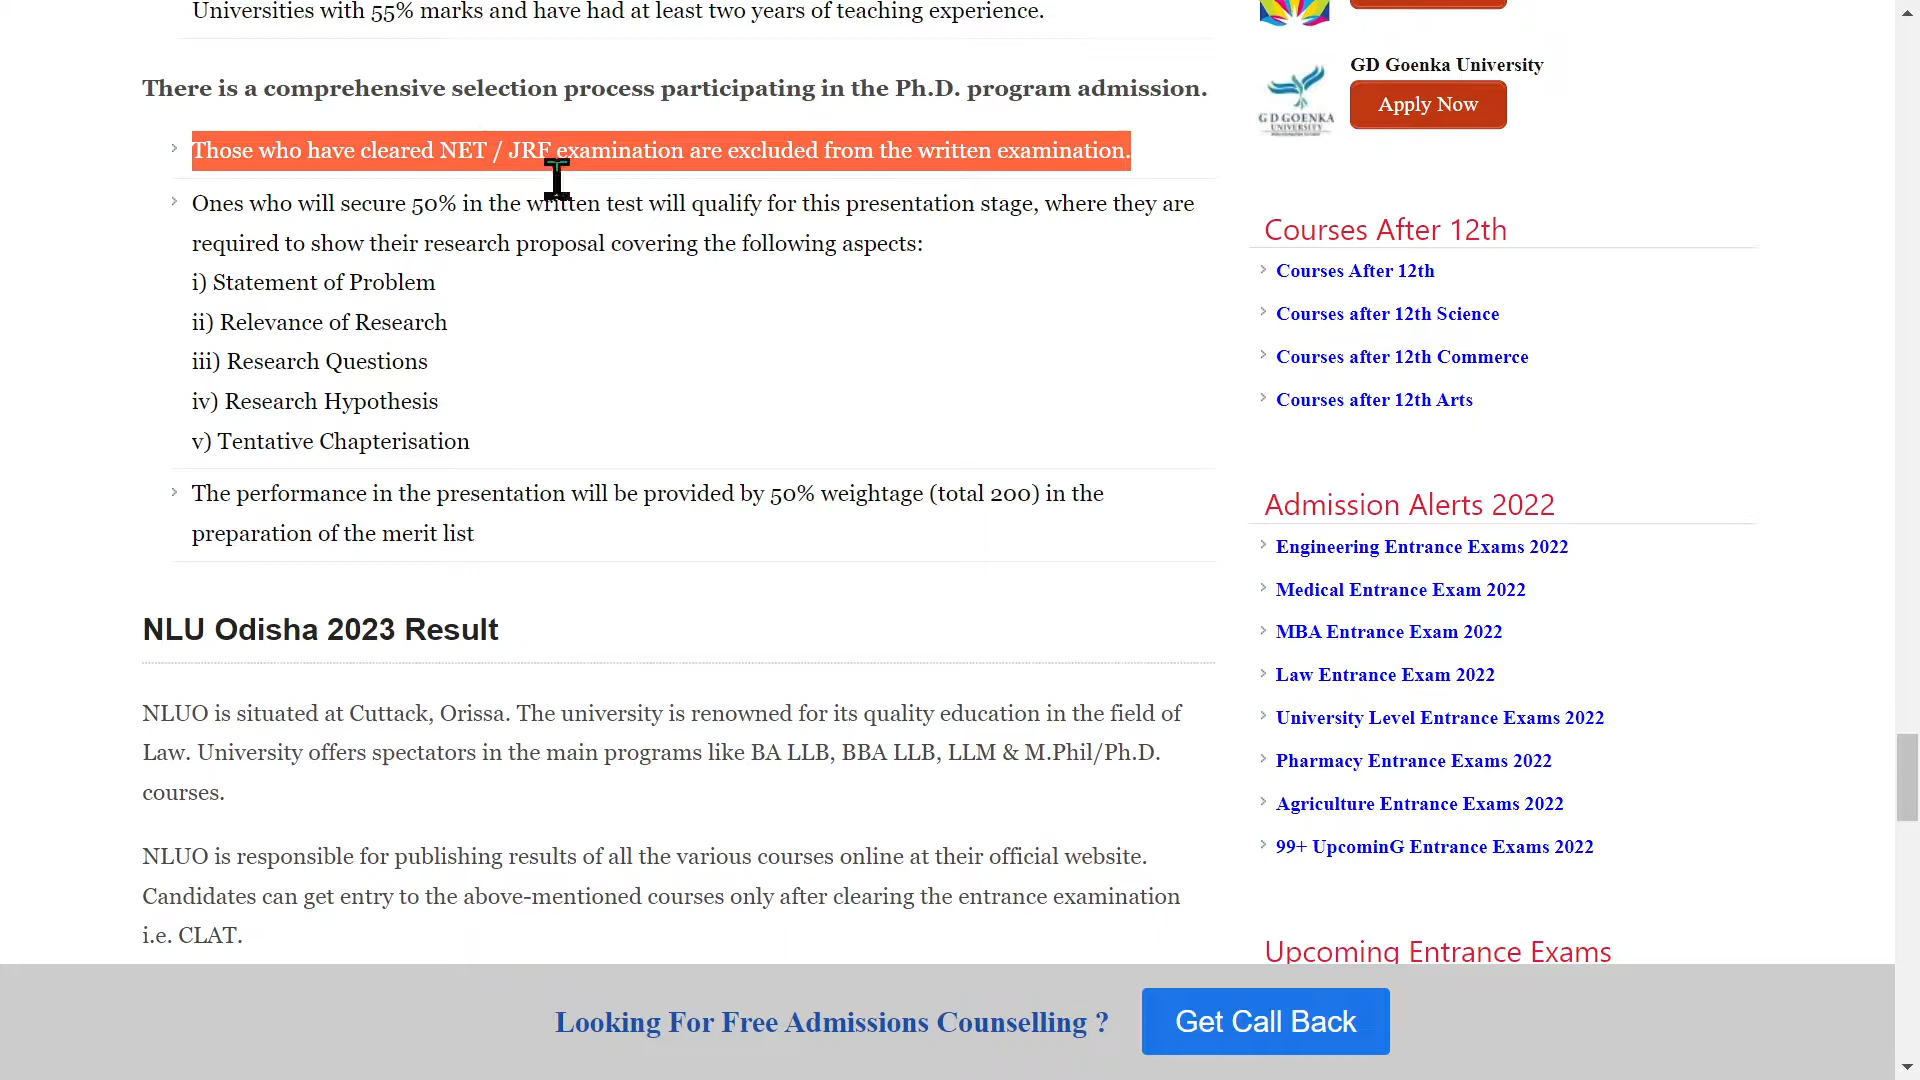 Universities with 55% marks and have had at least two years of teaching experience.
There is a comprehensive selection process participating in the Ph.D. program admission.
Those who have cleared NET / JRF examination are excluded from the written examination.
Ones who will secure 50% in the written test will qualify for this presentation stage, where they are
required to show their research proposal covering the following aspects:
i) Statement of Problem
ii) Relevance of Research
iii) Research Questions
iv) Research Hypothesis
v) Tentative Chapterisation
The performance in the presentation will be provided by 50% weightage (total 200) in the
preparation of the merit list
NLU Odisha 2023 Result
NLUO is situated at Cuttack, Orissa. The university is renowned for its quality education in the field of
Law. University offers spectators in the main programs like BA LLB, BBA LLB, LLM & M.Phil/Ph.D.
courses.
NLUO is responsible for publishing results of all the various courses online at their official website.
Candidates can get entry to the above-mentioned courses only after clearing the entrance examination
i.e. CLAT.
GD Goenka University
G D GOENKA
UNIVERSITY
Apply Now
Courses After 12th
Courses After 12th
Courses after 12th Science
Courses after 12th Commerce
Courses after 12th Arts
Admission Alerts 2022
Engineering Entrance Exams 2022
Medical Entrance Exam 2022
MBA Entrance Exam 2022
Law Entrance Exam 2022
University Level Entrance Exams 2022
Pharmacy Entrance Exams 2022
Agriculture Entrance Exams 2022
99+ UpcominG Entrance Exams 2022
Upcoming Entrance Exams
Looking For Free Admissions Counselling ?
Get Call Back